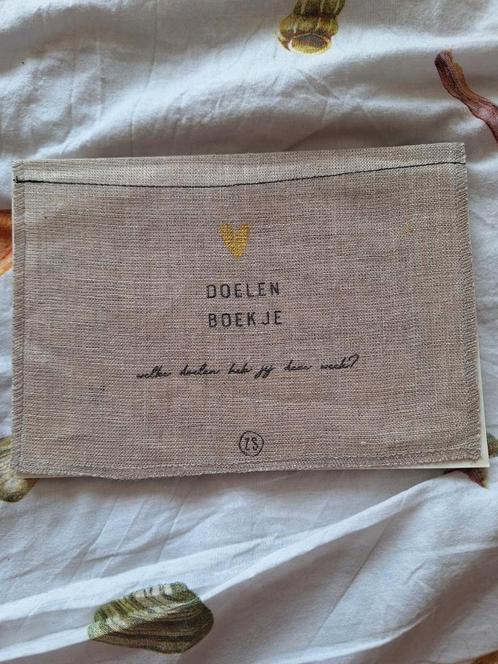 DOELEN
BOEKJE
welke doelen heb jij deze week?
ZS